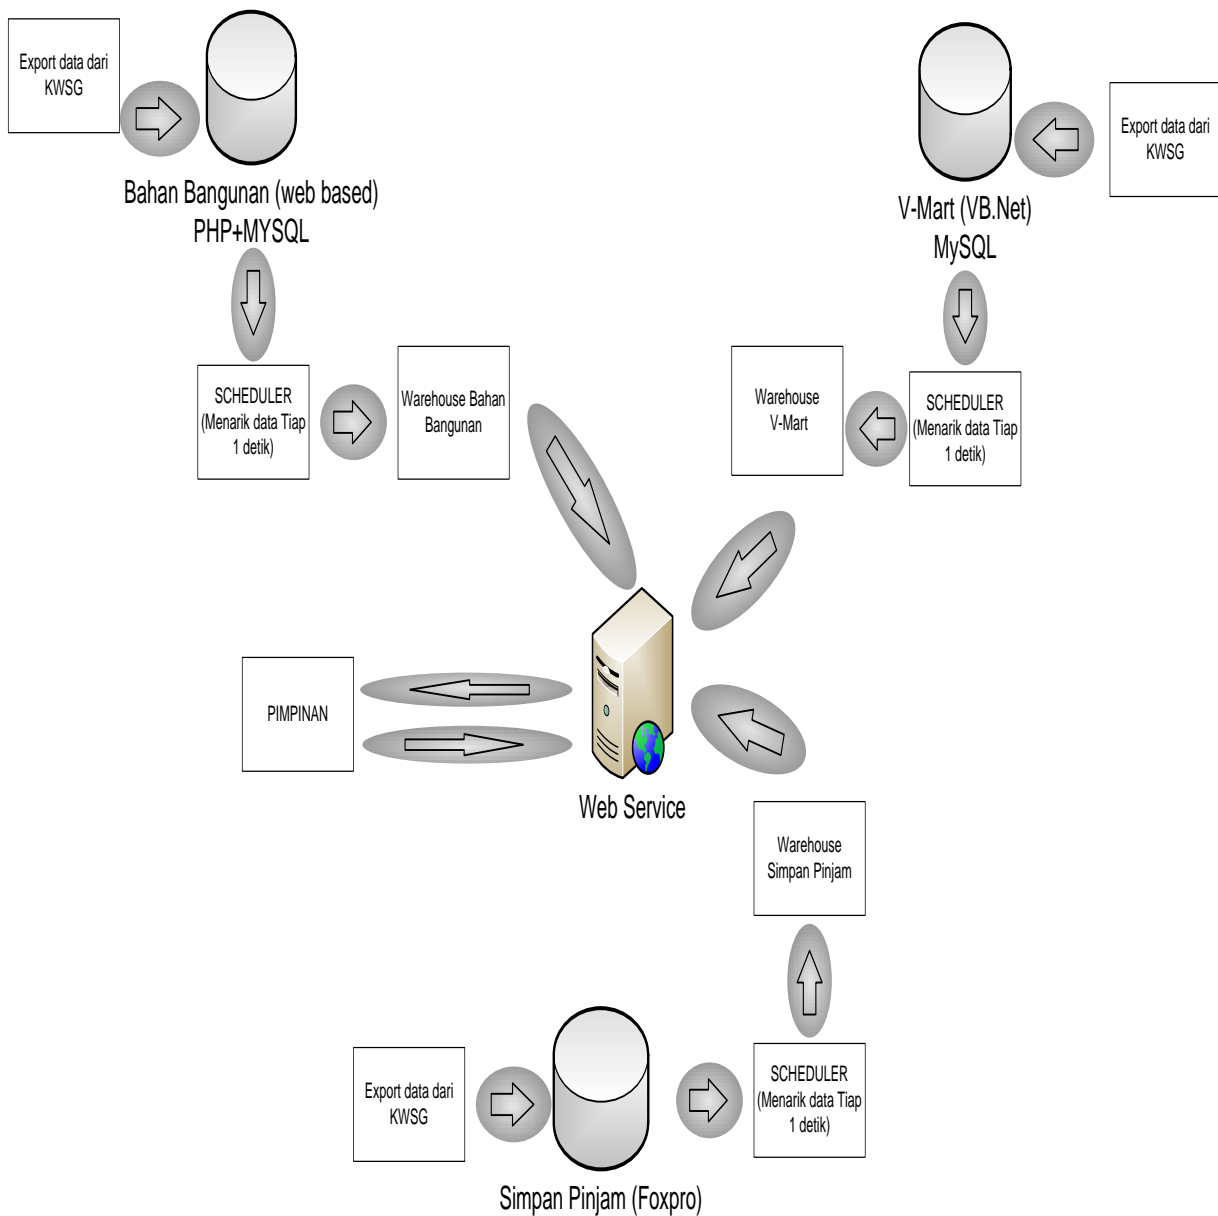 Export data dari
KWSG
Bahan Bangunan (web based)
PHP+MYSQL
Export data dari
KWSG
V-Mart (VB.Net)
MySQL
SCHEDULER
(Menarik data Tiap
1 detik)
Warehouse Bahan
Bangunan
Warehouse
V-Mart
SCHEDULER
(Menarik data Tiap
1 detik)
PIMPINAN
Web Service
Warehouse
Simpan Pinjam
Export data dari
KWSG
SCHEDULER
(Menarik data Tiap
1 detik)
Simpan Pinjam (Foxpro)